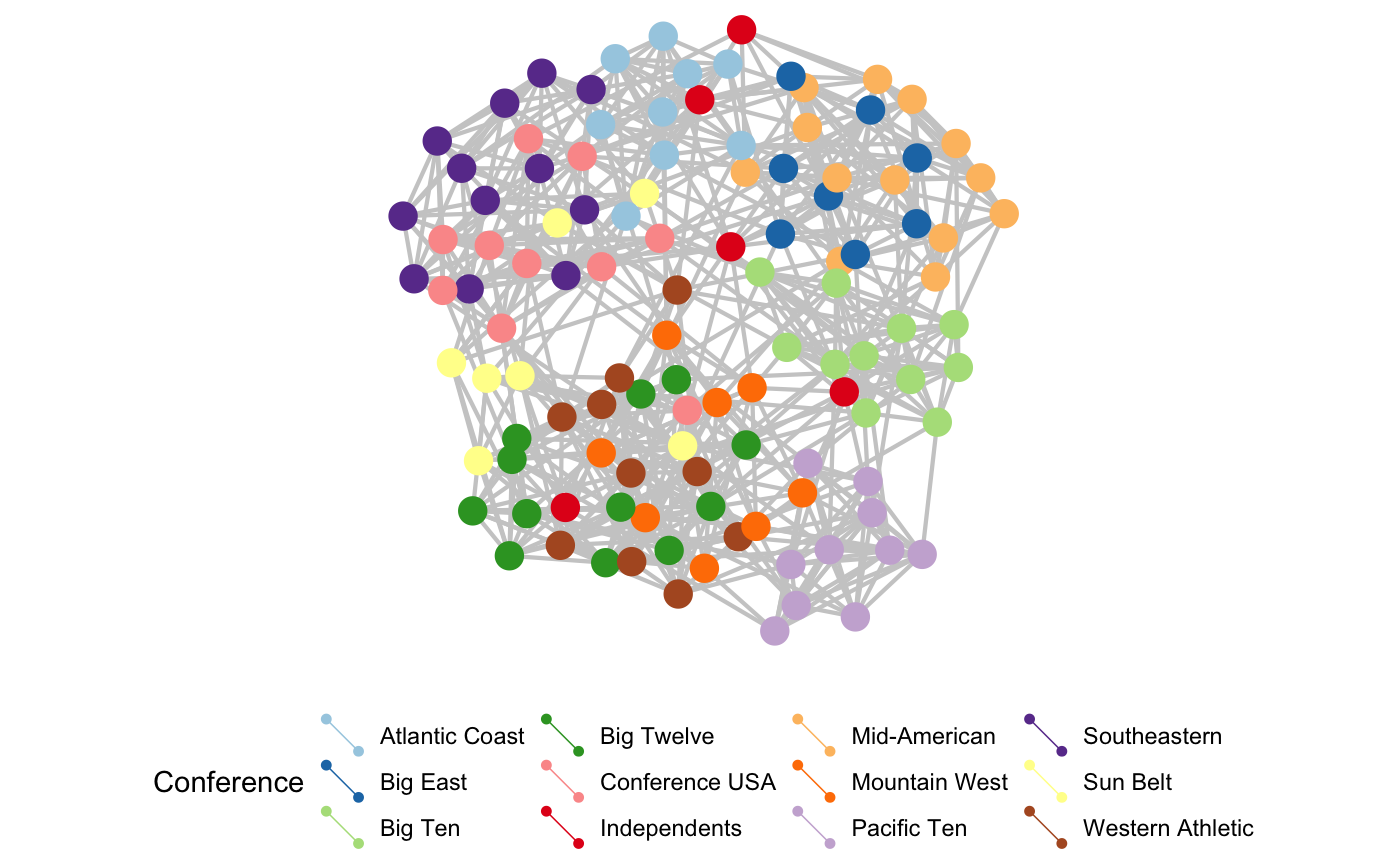 Conference
Atlantic Coast
Big East
Big Ten
Big Twelve
Conference USA
Independents
Mid-American
Mountain West
Pacific Ten
Southeastern
Sun Belt
Western Athletic